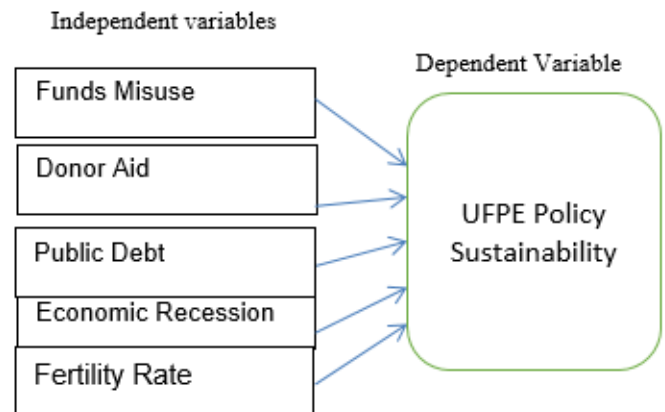 Independent variables
Dependent Variable
Funds Misuse
Donor Aid
Public Debt
Economic Recession
Fertility Rate
UFPE Policy
Sustainability